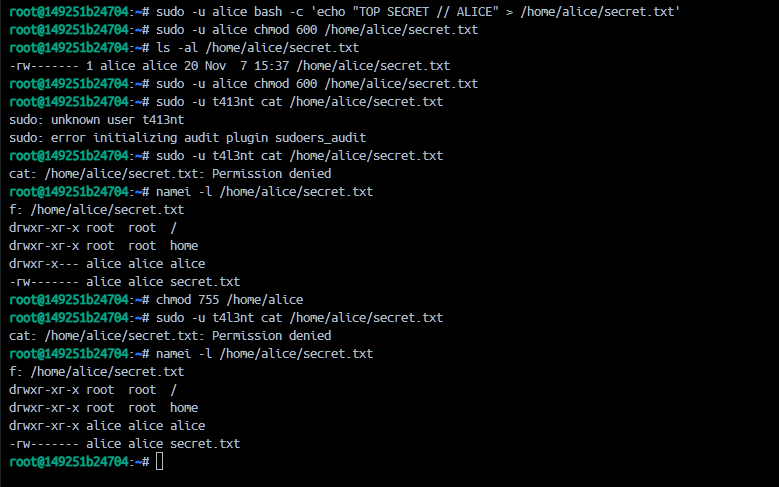 root@149251b24704:~# sudo -u alice bash -c 'echo "TOP SECRET // ALICE" > /home/alice/secret.txt'
root@149251b24704:~# sudo -u alice chmod 600 /home/alice/secret.txt
root@149251b24704:~# ls -al /home/alice/secret.txt
-rw------- 1 alice alice 20 Nov  7 15:37 /home/alice/secret.txt
root@149251b24704:~# sudo -u alice chmod 600 /home/alice/secret.txt
root@149251b24704:~# sudo -u t413nt cat /home/alice/secret.txt
sudo: unknown user t413nt
sudo: error initializing audit plugin sudoers_audit
root@149251b24704:~# sudo -u t4l3nt cat /home/alice/secret.txt
cat: /home/alice/secret.txt: Permission denied
root@149251b24704:~# namei -l /home/alice/secret.txt
f: /home/alice/secret.txt
drwxr-xr-x root  root  /
drwxr-xr-x root  root  home
drwxr-x--- alice alice alice
-rw------- alice alice secret.txt
root@149251b24704:~# chmod 755 /home/alice
root@149251b24704:~# sudo -u t4l3nt cat /home/alice/secret.txt
cat: /home/alice/secret.txt: Permission denied
root@149251b24704:~# namei -l /home/alice/secret.txt
f: /home/alice/secret.txt
drwxr-xr-x root  root  /
drwxr-xr-x root  root  home
drwxr-xr-x alice alice alice
-rw------- alice alice secret.txt
root@149251b24704:~#